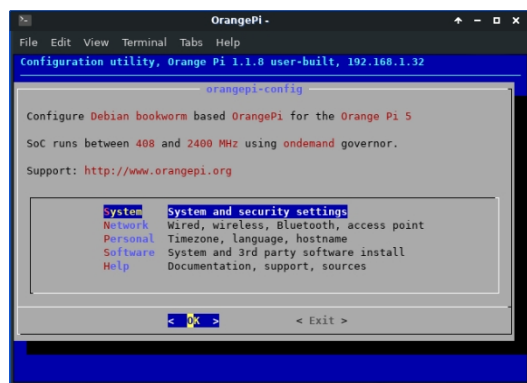 OrangePi -
File Edit View Terminal Tabs Help
Configuration utility, Orange Pi 1.1.8 user-built, 192.168.1.32
orangepi-config
Configure Debian bookworm based OrangePi for the Orange Pi 5
SoC runs between 408 and 2400 MHz using ondemand governor.
Support: http://www.orangepi.org
System System and security settings
Network Wired, wireless, Bluetooth, access point
Personal Timezone, language, hostname
Software System and 3rd party software install
Help Documentation, support, sources
< OK > < Exit >